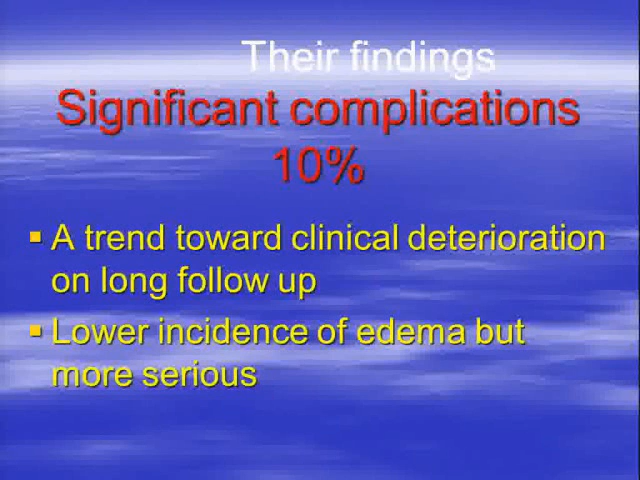 Their findings
Significant complications
10%
▪ A trend toward clinical deterioration
on long follow up
▪ Lower incidence of edema but
more serious